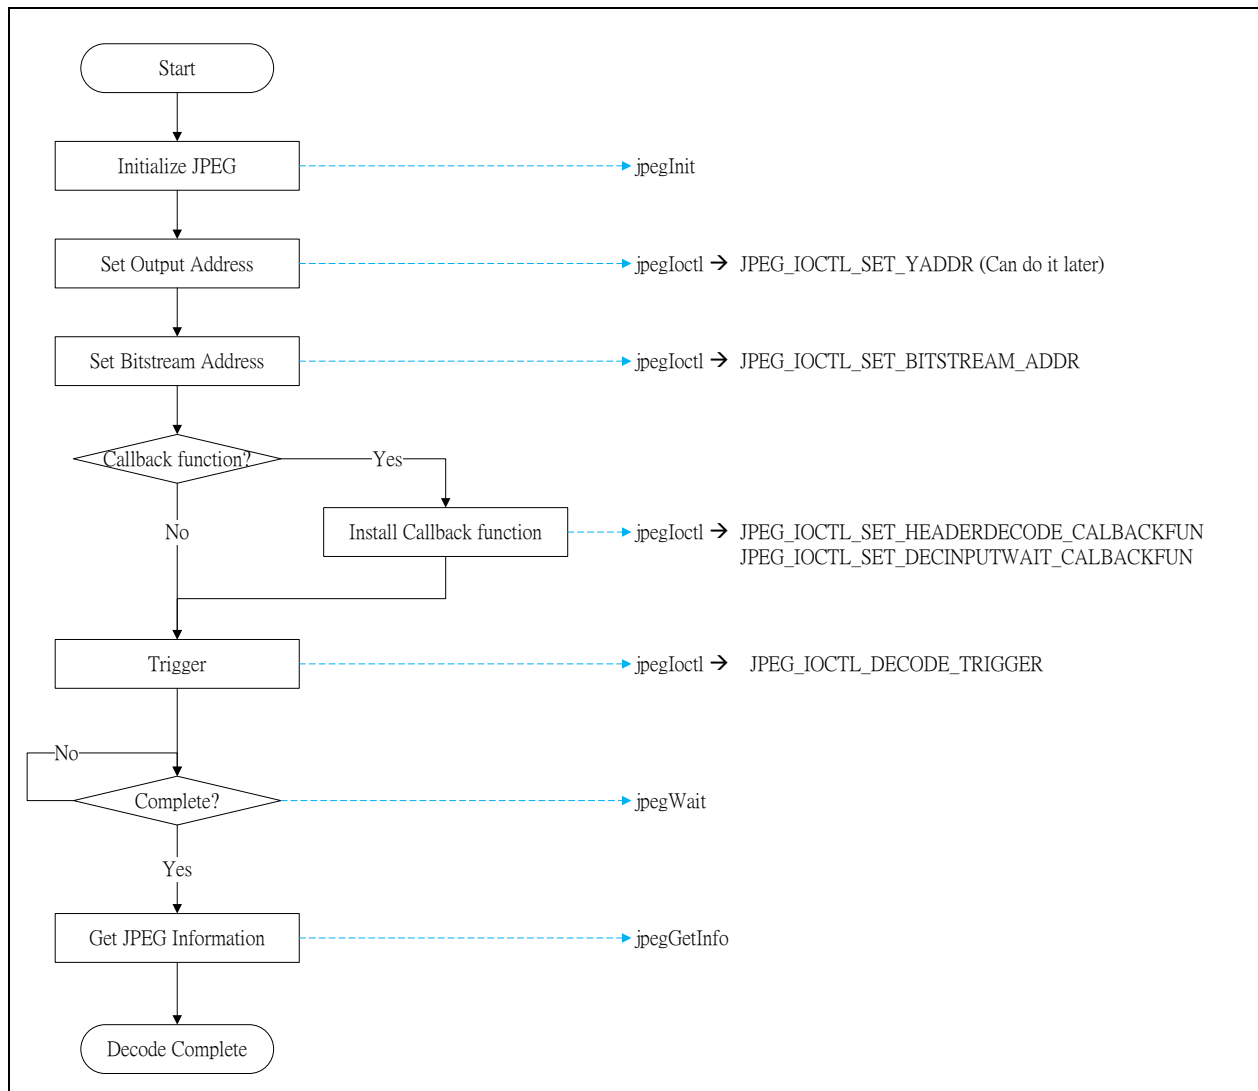 Start
Initialize JPEG
jpegInit
Set Output Address
jpegIoctl → JPEG_IOCTL_SET_YADDR (Can do it later)
Set Bitstream Address
jpegIoctl → JPEG_IOCTL_SET_BITSTREAM_ADDR
Callback function?
Yes
No
Install Callback function
jpegIoctl → JPEG_IOCTL_SET_HEADERDECODE_CALBACKFUN
JPEG_IOCTL_SET_DECINPUTWAIT_CALBACKFUN
Trigger
jpegIoctl → JPEG_IOCTL_DECODE_TRIGGER
No
Complete?
jpegWait
Yes
Get JPEG Information
jpegGetInfo
Decode Complete